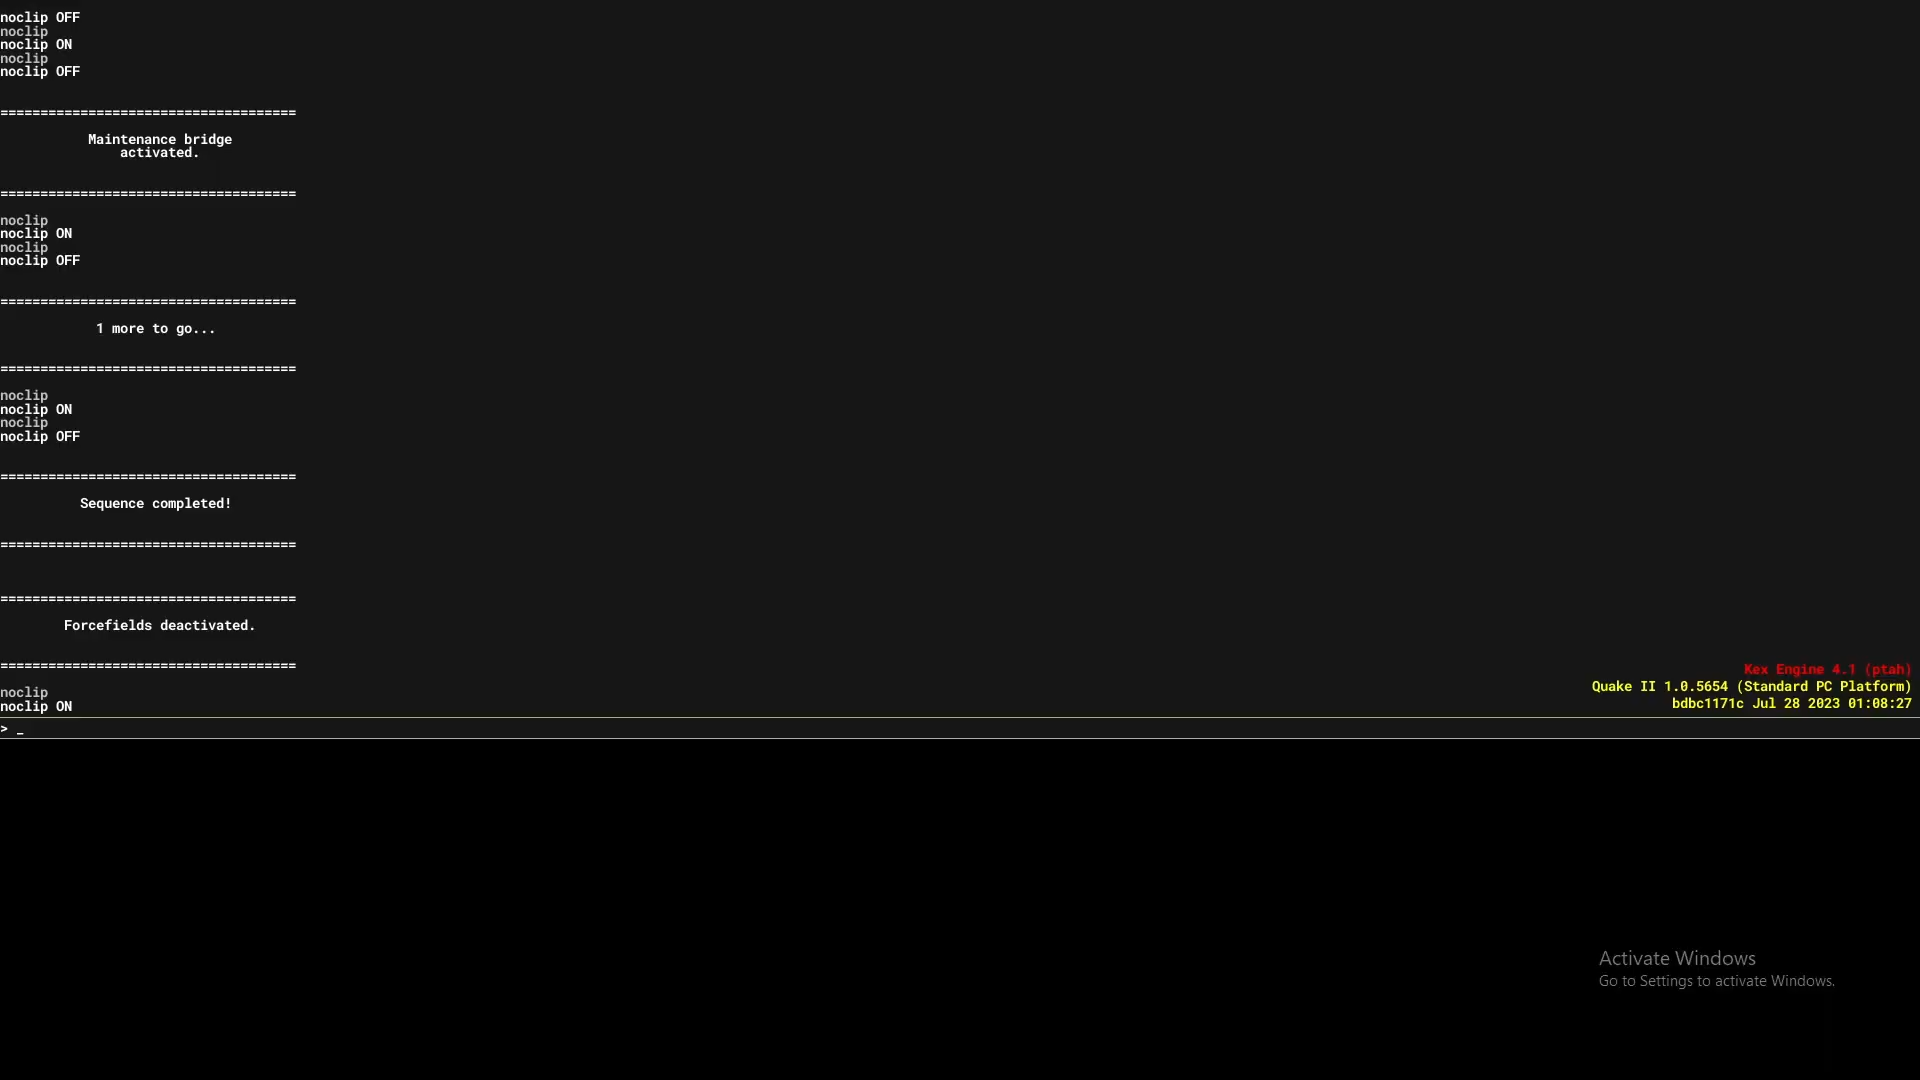 noclip OFF
noclip
noclip ON
noclip
noclip OFF
=====================================
Maintenance bridge
activated.
=====================================
noclip
noclip ON
noclip
noclip OFF
=====================================
1 more to go...
=====================================
noclip
noclip ON
noclip
noclip OFF
=====================================
Sequence completed!
=====================================
=====================================
Forcefields deactivated.
=====================================
noclip
noclip ON
> _
Kex Engine 4.1 (ptah)
Quake II 1.0.5654 (Standard PC Platform)
bdbc1171c Jul 28 2023 01:08:27
Activate Windows
Go to Settings to activate Windows.